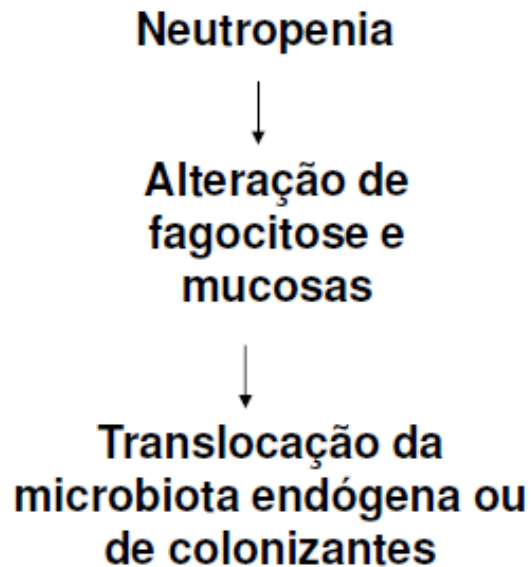 Neutropenia
Alteração de
fagocitose e
mucosas
Translocação da
microbiota endógena ou
de colonizantes